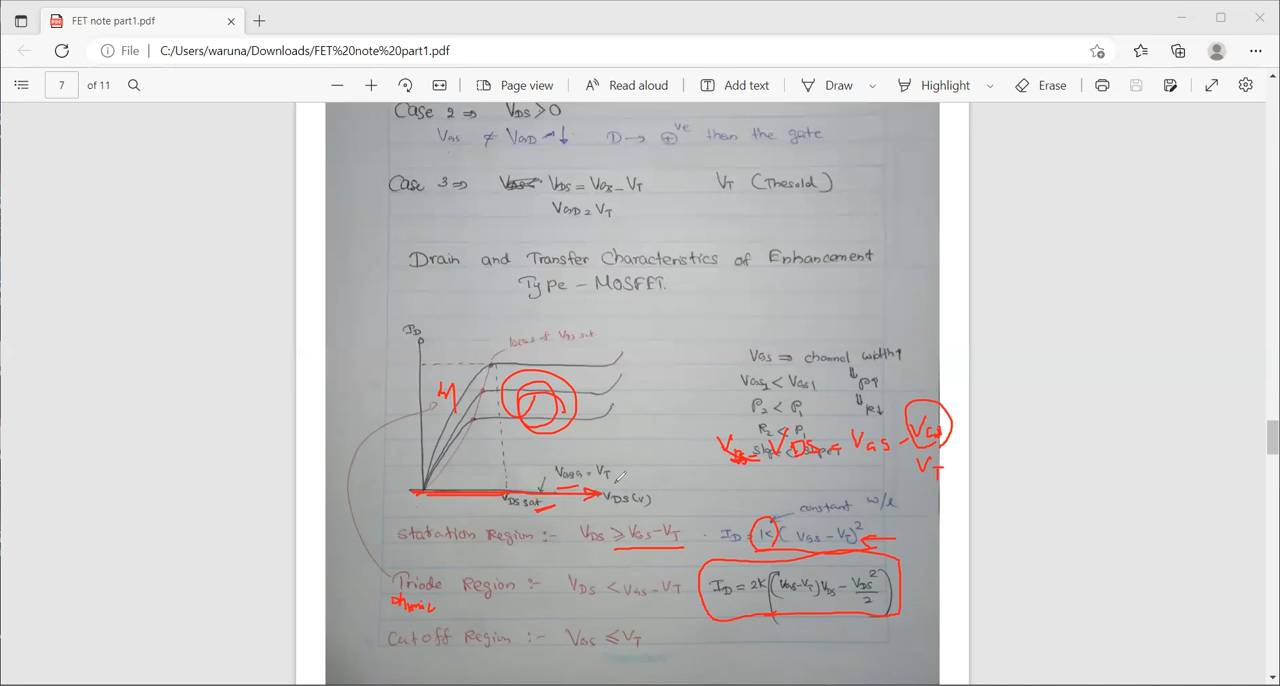 FET note part1.pdf
File C:/Users/waruna/Downloads/FET%20note%20part1.pdf
7 of 11 Page view Read aloud Add text Draw Highlight Erase
Case 2 ⇒ VDS > 0
VGS ≠ VGD ↓ D → ⊕ve then the gate
Case 3 ⇒ VDS = VGS - VT VT (Thesold)
VGD = VT
Drain and Transfer Characteristics of Enhancement
Type - MOSFET.
ID
locus of VDS sat
VGS ⇒ channel width↑
VGS2 < VGS1 ρ↑
P2 < P1 R↓
R2 < P1
VDS = VGS - VGS
VT
VGS4 = VT
VDS sat VDS(V)
constant w/l
Statation Region :- VDS ≥ VGS-VT . ID = K (VGS - VT)²
Triode Region :- VDS < VGS - VT ID = 2K((VGS-VT)VDS - VDS²/2)
ohmic
Cutoff Region :- VGS ≤ VT